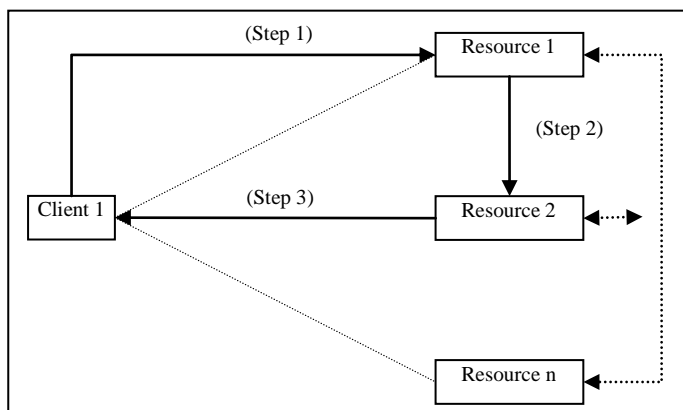 (Step 1)
Resource 1
(Step 2)
Client 1
(Step 3)
Resource 2
Resource n